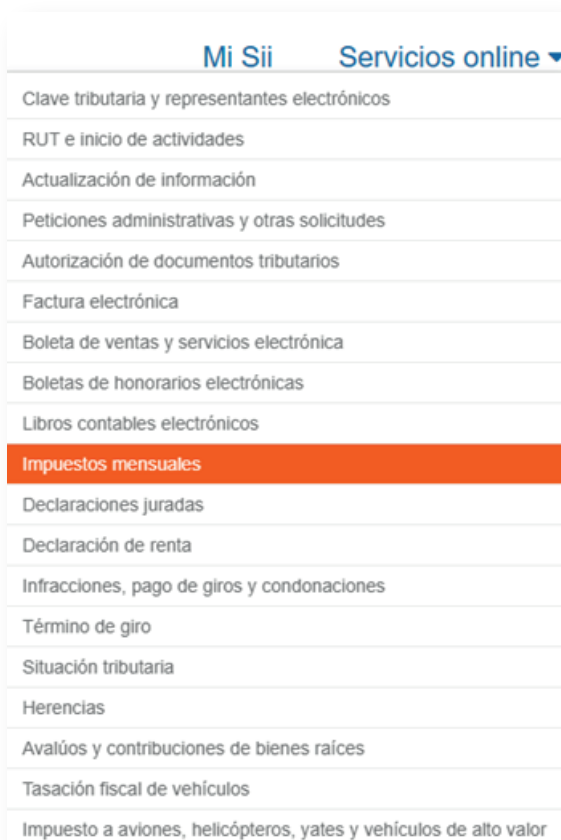 Mi Sii Servicios online
Clave tributaria y representantes electrónicos
RUT e inicio de actividades
Actualización de información
Peticiones administrativas y otras solicitudes
Autorización de documentos tributarios
Factura electrónica
Boleta de ventas y servicios electrónica
Boletas de honorarios electrónicas
Libros contables electrónicos
Impuestos mensuales
Declaraciones juradas
Declaración de renta
Infracciones, pago de giros y condonaciones
Término de giro
Situación tributaria
Herencias
Avalúos y contribuciones de bienes raíces
Tasación fiscal de vehículos
Impuesto a aviones, helicópteros, yates y vehículos de alto valor